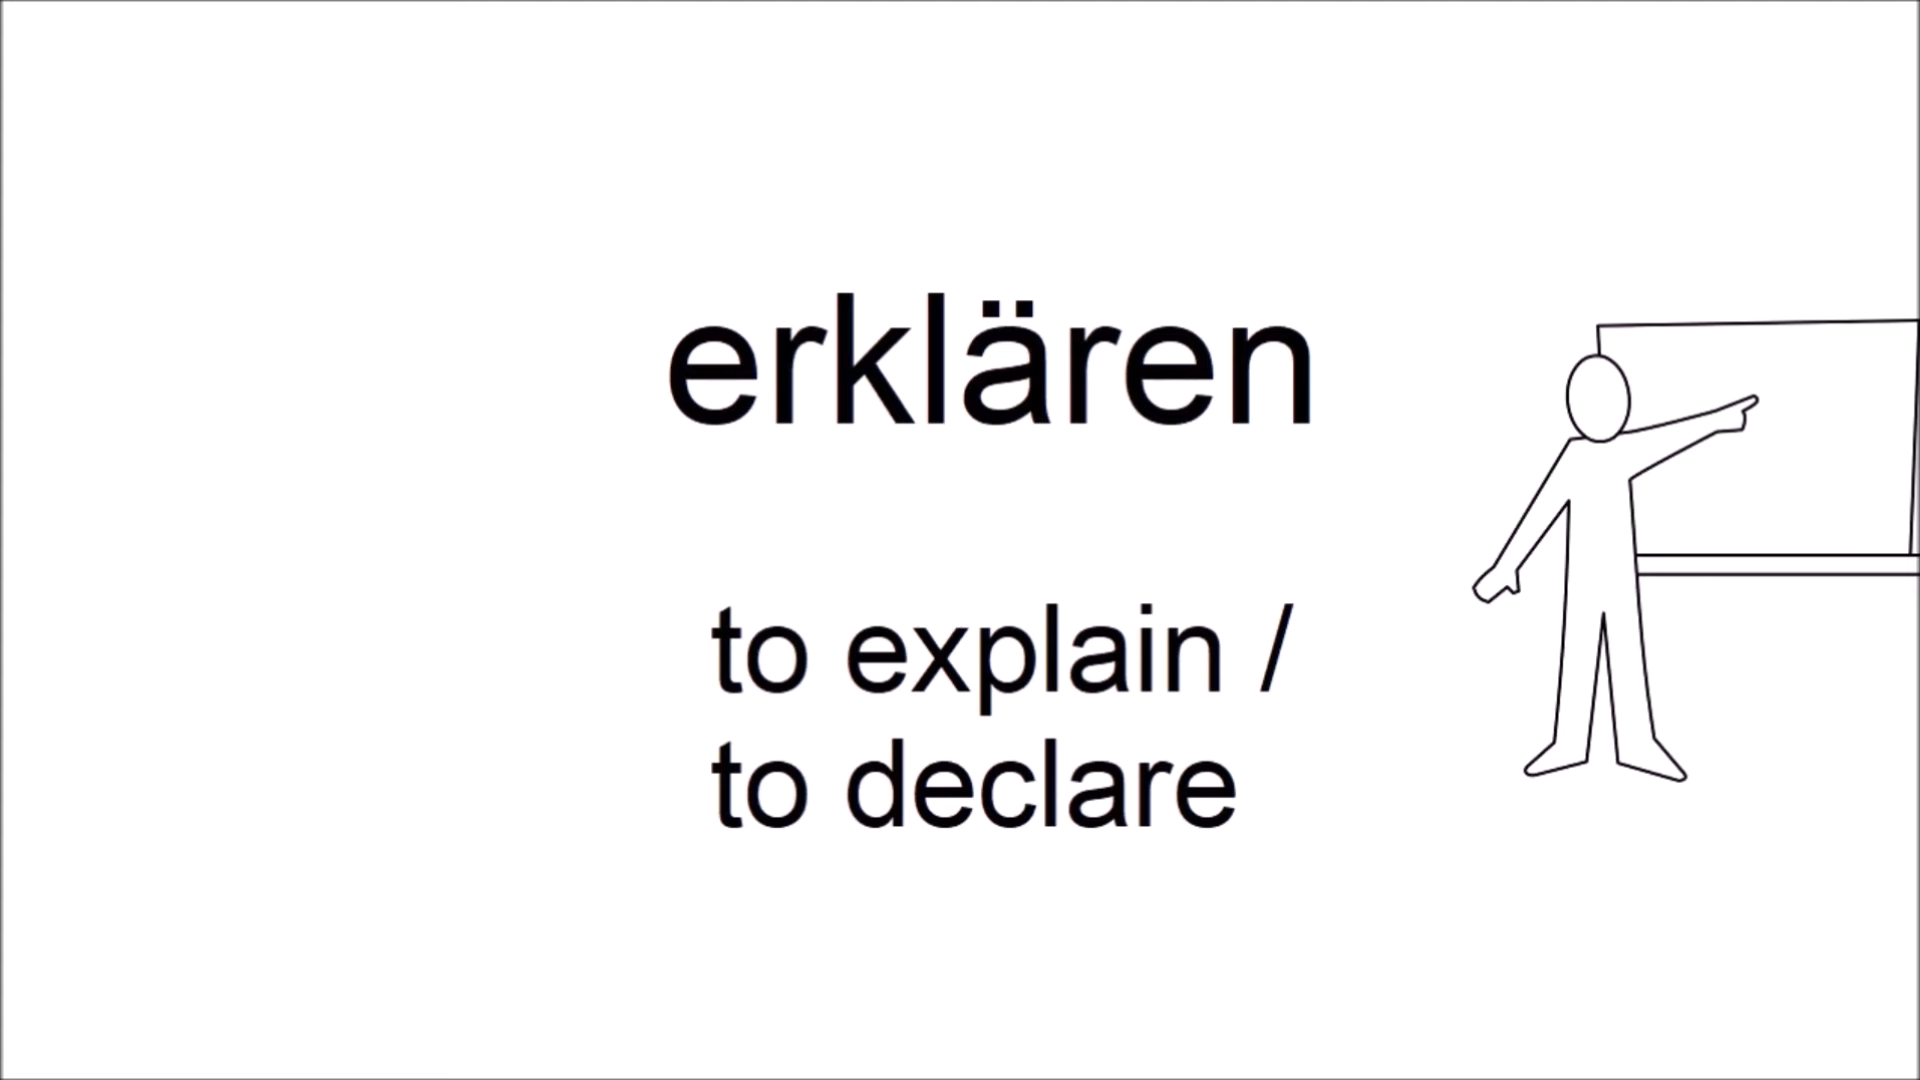 erklären
to explain /
to declare